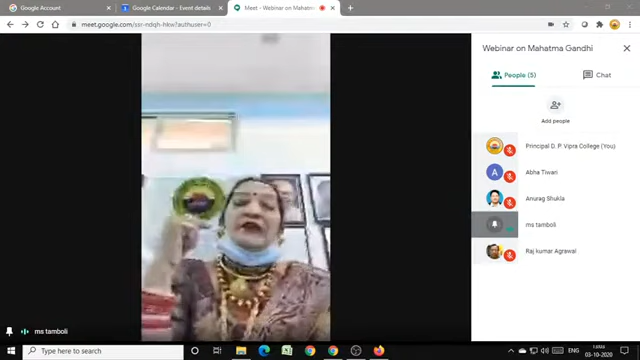 Google Account
Google Calendar - Event details
Meet - Webinar on Mahatma
meet.google.com/ssr-ndqh-hkw?authuser=0
Webinar on Mahatma Gandhi
People (5)
Chat
Add people
Principal D. P. Vipra College (You)
A
Abha Tiwari
Anurag Shukla
ms tamboli
Raj kumar Agrawal
ms tamboli
Type here to search
ENG
03-10-2020